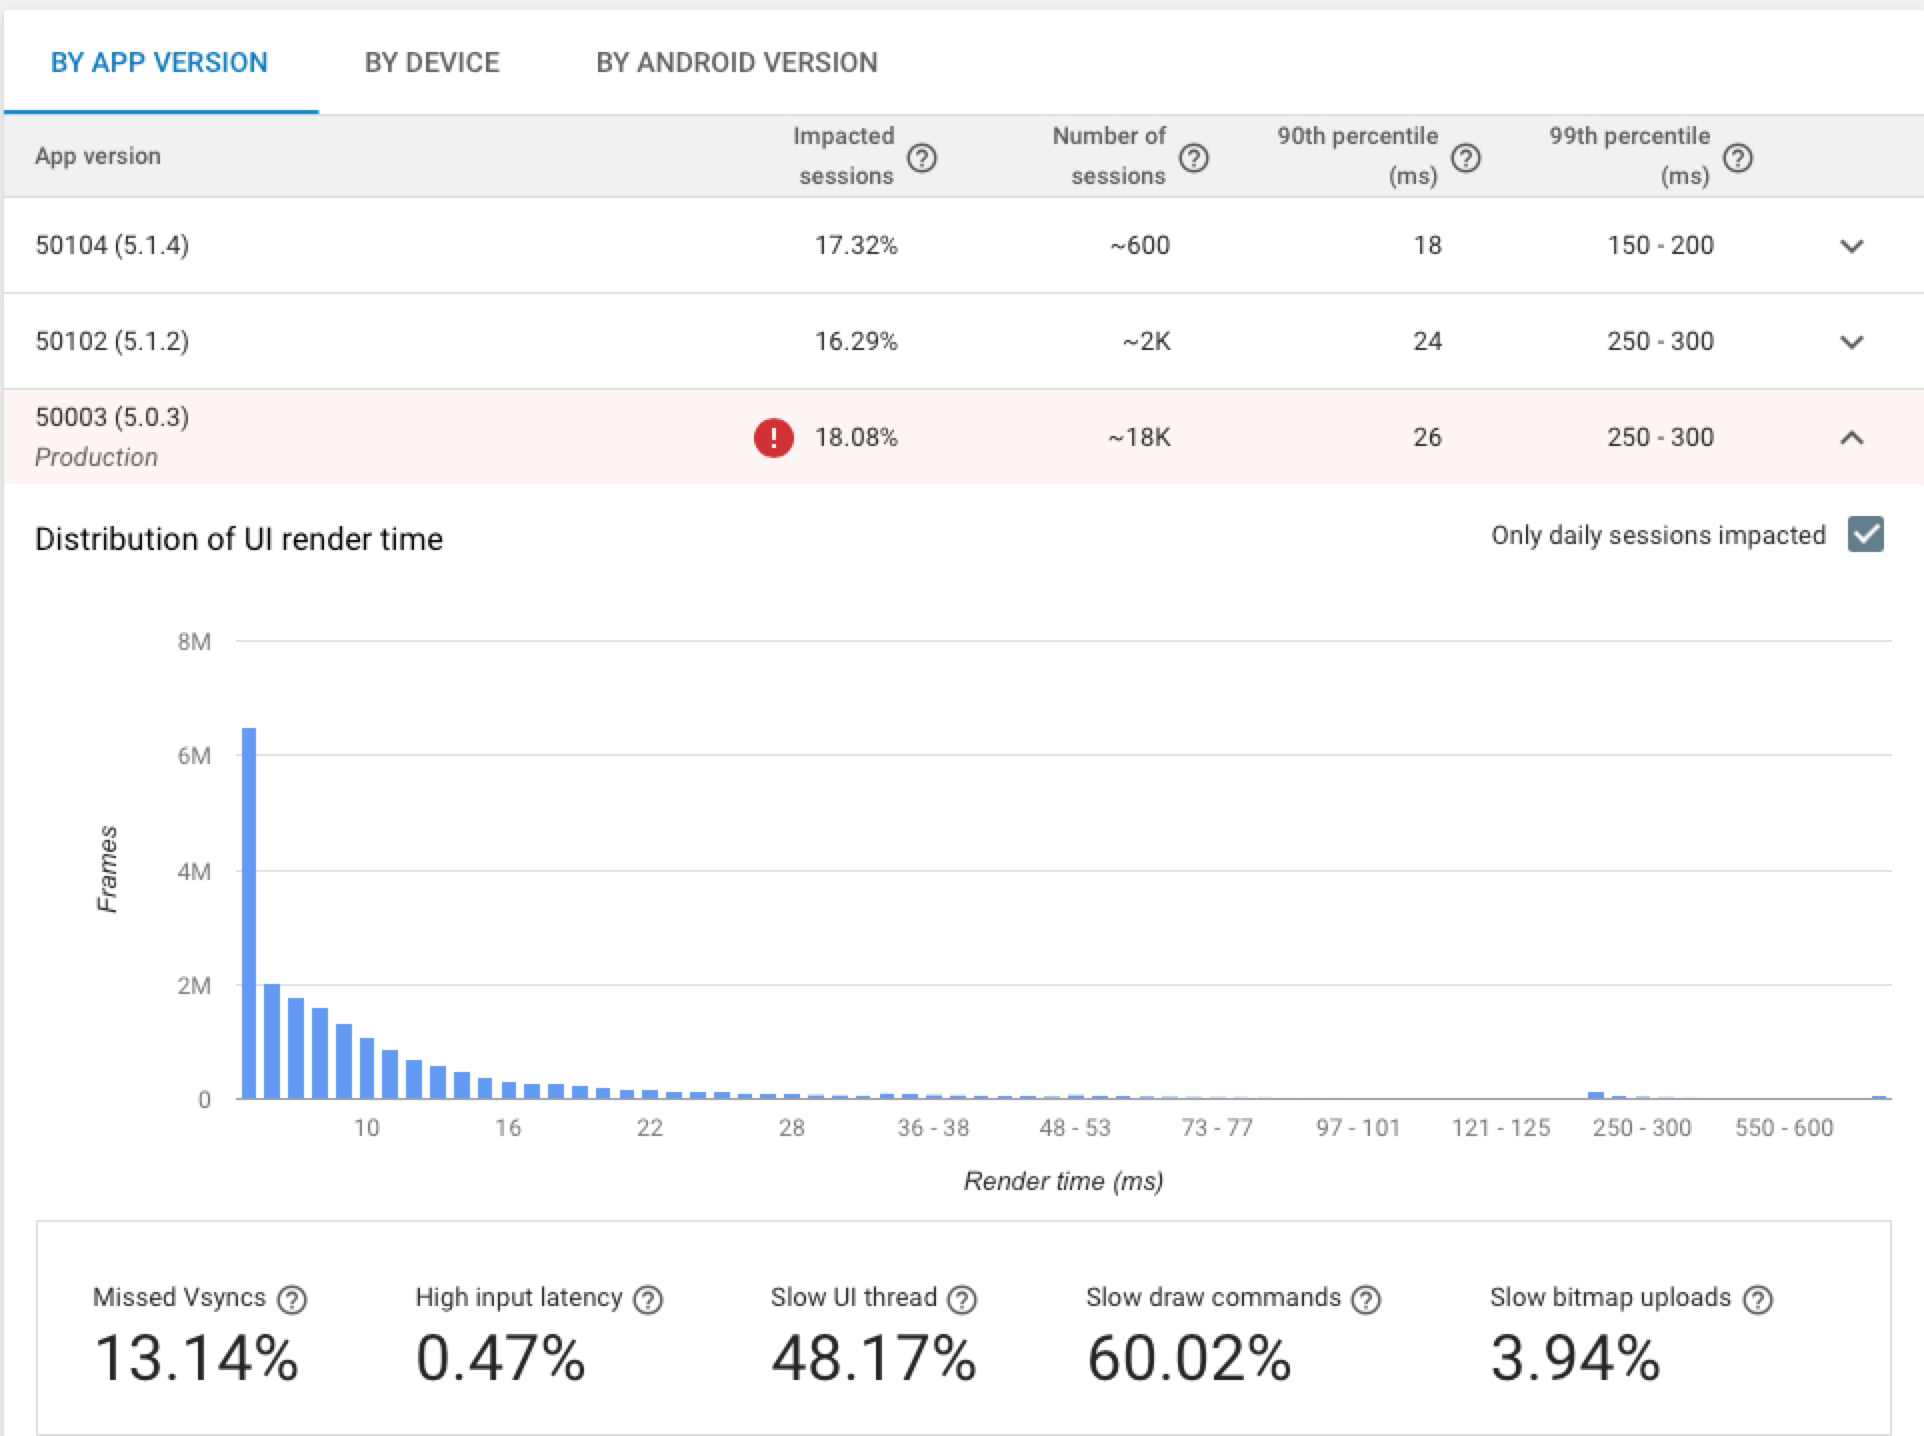 BY APP VERSION BY DEVICE BY ANDROID VERSION
App version Impacted sessions ? Number of sessions ? 90th percentile (ms) ? 99th percentile (ms) ?
50104 (5.1.4) 17.32% ~600 18 150 - 200
50102 (5.1.2) 16.29% ~2K 24 250 - 300
50003 (5.0.3) Production ! 18.08% ~18K 26 250 - 300
Distribution of UI render time Only daily sessions impacted
8M
6M
4M
2M
0
Frames
10 16 22 28 36 - 38 48 - 53 73 - 77 97 - 101 121 - 125 250 - 300 550 - 600
Render time (ms)
Missed Vsyncs ? High input latency ? Slow UI thread ? Slow draw commands ? Slow bitmap uploads ?
13.14% 0.47% 48.17% 60.02% 3.94%